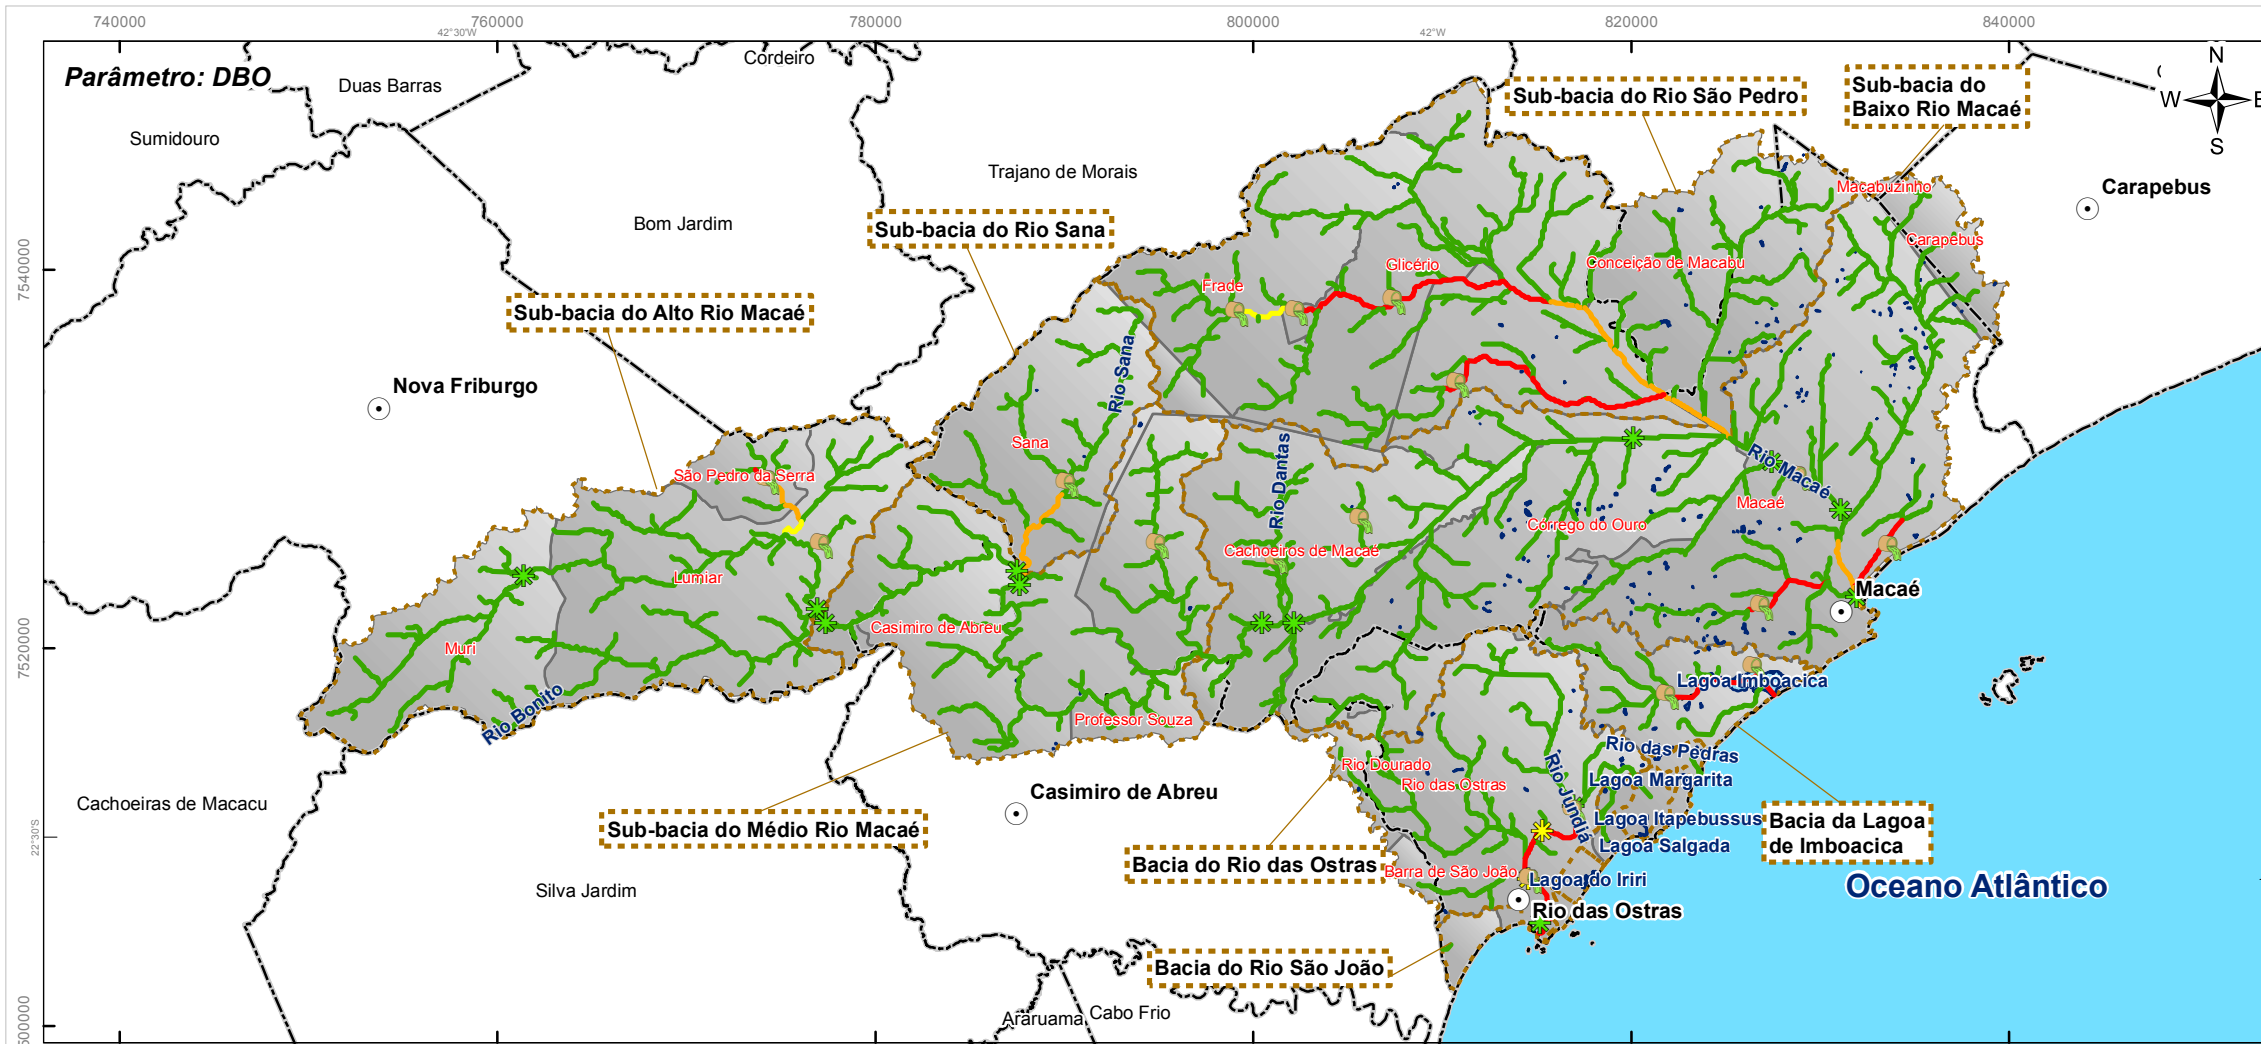 740000
760000
780000
800000
820000
840000
42°30'W
42°W
Parâmetro: DBO
Duas Barras
Cordeiro
Sumidouro
Trajano de Morais
Bom Jardim
Sub-bacia do Rio São Pedro
Sub-bacia do
Baixo Rio Macaé
N
W
E
S
Carapebus
Macabuzinho
Carapebus
Sub-bacia do Rio Sana
7540000
Glicério
Conceição de Macabu
Frade
Sub-bacia do Alto Rio Macaé
Nova Friburgo
Rio Sana
Sana
Rio Dantas
São Pedro da Serra
Rio Macaé
Macaé
Córrego do Ouro
Cachoeiros de Macaé
Lumiar
Macaé
Casimiro de Abreu
Muri
7520000
Lagoa Imboacica
Rio Bonito
Professor Souza
Rio das Pedras
Rio Dourado
Rio das Ostras
Rio Jundiá
Lagoa Margarita
Cachoeiras de Macacu
Casimiro de Abreu
Sub-bacia do Médio Rio Macaé
Lagoa Itapebussus
Bacia da Lagoa
de Imboacica
22°30'S
Lagoa Salgada
Bacia do Rio das Ostras
Barra de São João
Lagoa do Iriri
Oceano Atlântico
Silva Jardim
Rio das Ostras
Bacia do Rio São João
Araruama
Cabo Frio